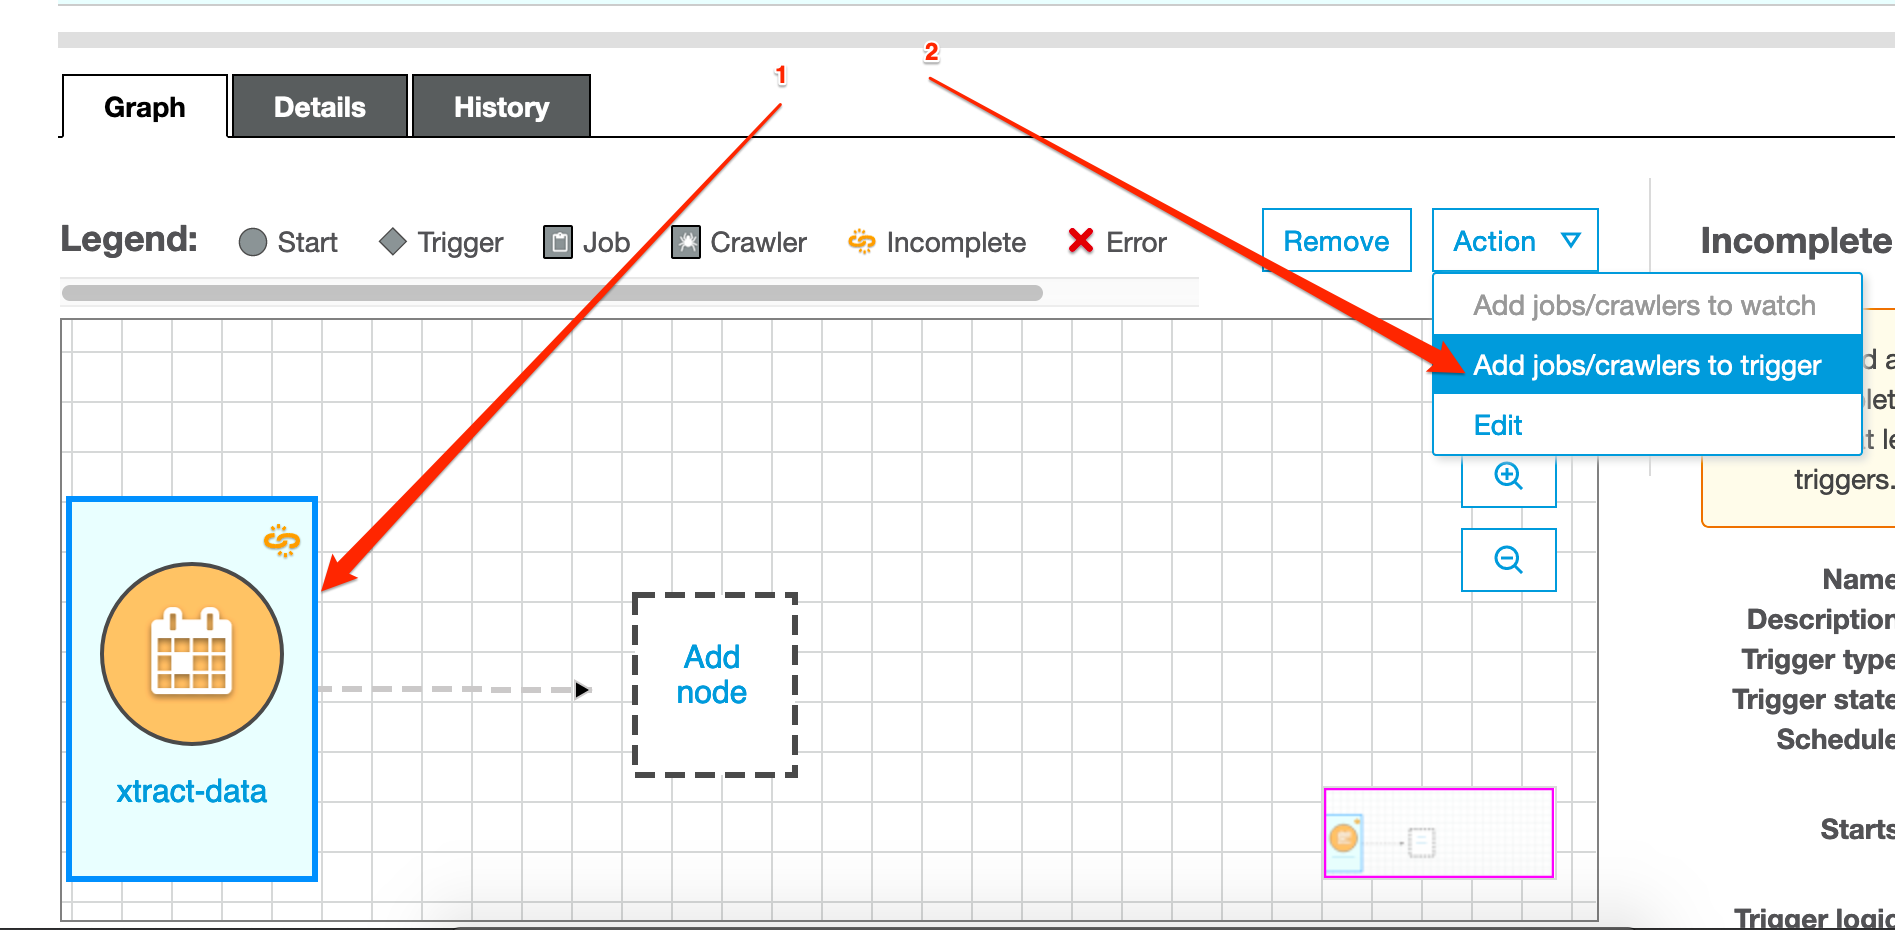 1
2
Graph
Details
History
Legend:
Start
Trigger
Job
Crawler
Incomplete
Error
Remove
Action
Incomplete
Add jobs/crawlers to watch
Add jobs/crawlers to trigger
Edit
triggers.
xtract-data
Add
node
Name
Description
Trigger type
Trigger state
Schedule
Starts
Trigger logic